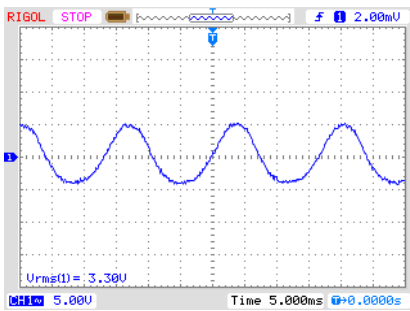 RIGOL STOP T f 1 2.00mV
T
1
Vrms(1)= 3.30V
CH1~ 5.00V Time 5.000ms T→0.0000s